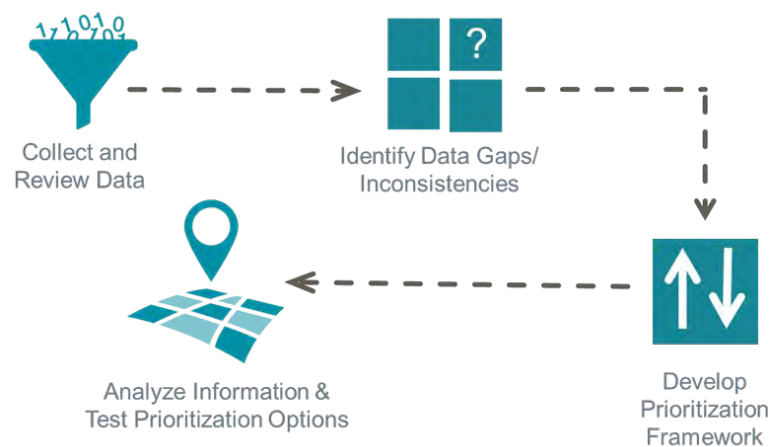 Collect and
Review Data
?
Identify Data Gaps/
Inconsistencies
Develop
Prioritization
Framework
Analyze Information &
Test Prioritization Options